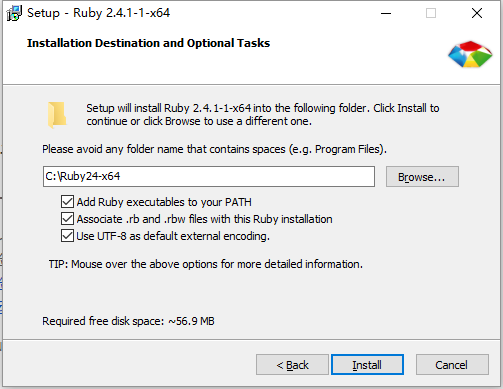 Setup - Ruby 2.4.1-1-x64
Installation Destination and Optional Tasks
Setup will install Ruby 2.4.1-1-x64 into the following folder. Click Install to
continue or click Browse to use a different one.
Please avoid any folder name that contains spaces (e.g. Program Files).
C:\Ruby24-x64
Browse...
Add Ruby executables to your PATH
Associate .rb and .rbw files with this Ruby installation
Use UTF-8 as default external encoding.
TIP: Mouse over the above options for more detailed information.
Required free disk space: ~56.9 MB
< Back Install Cancel